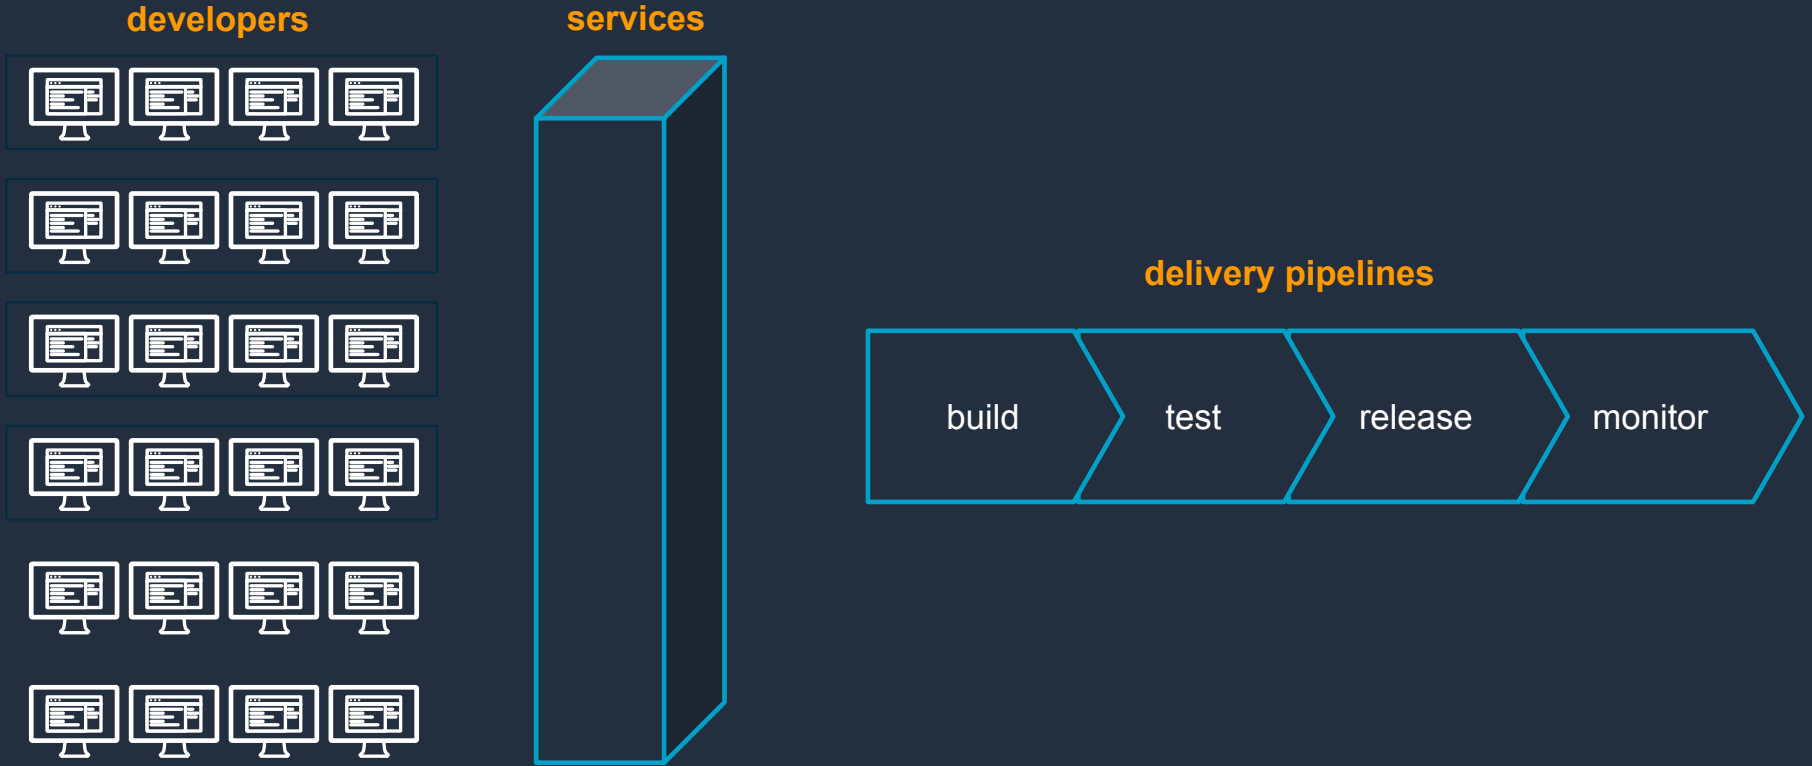 developers
services
delivery pipelines
build
test
release
monitor